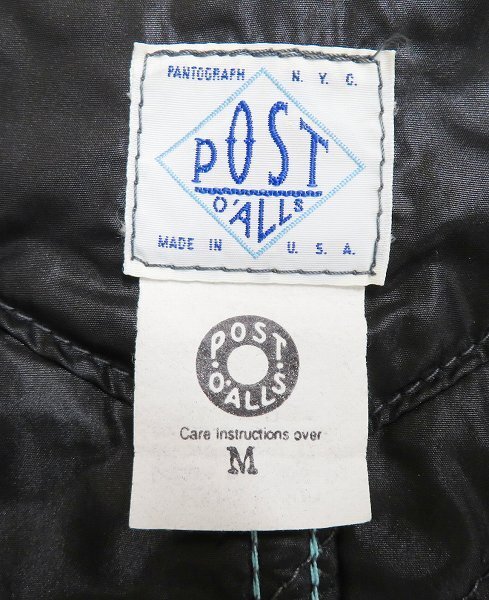 PANTOGRAPH N.Y.C.
POST
O'ALLS
MADE IN U.S.A.
POST
O'ALLS
Care instructions over
M